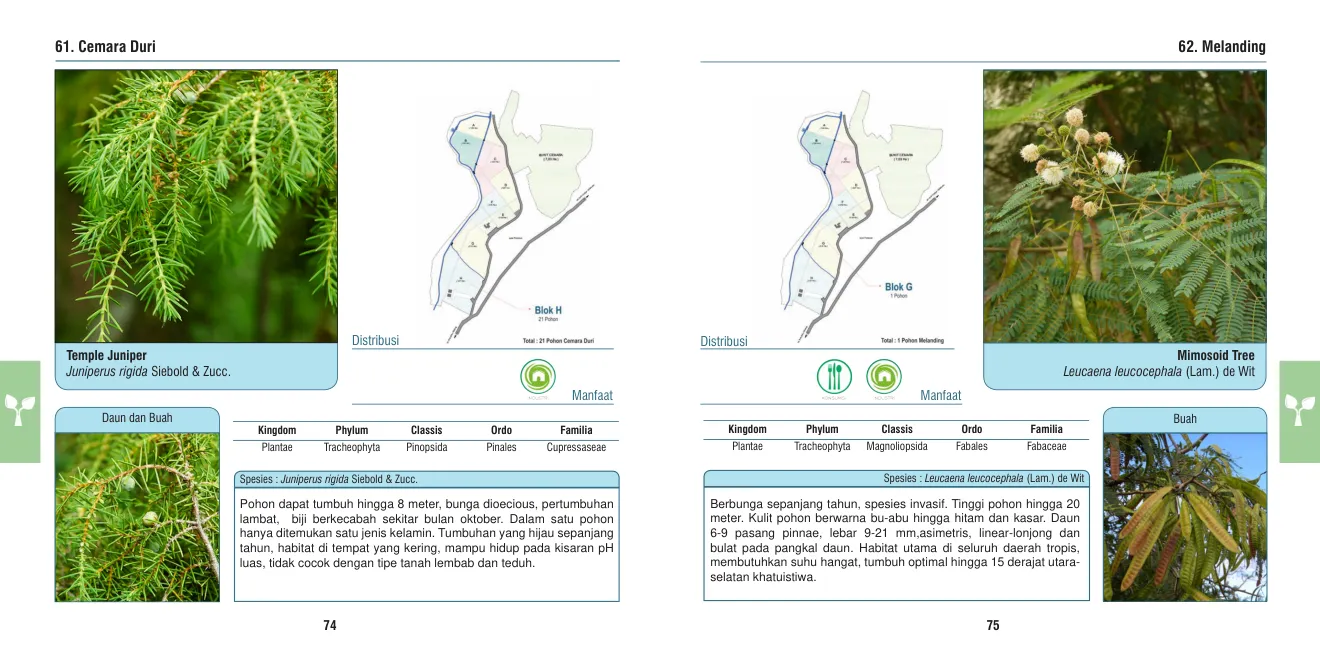 61. Cemara Duri
Temple Juniper
Juniperus rigida Siebold & Zucc.
Blok H
21 Pohon
Distribusi
Total : 21 Pohon Cemara Duri
Manfaat
Daun dan Buah
Kingdom Phylum Classis Ordo Familia
Plantae Tracheophyta Pinopsida Pinales Cupressaseae
Spesies : Juniperus rigida Siebold & Zucc.
Pohon dapat tumbuh hingga 8 meter, bunga dioecious, pertumbuhan
lambat, biji berkecabah sekitar bulan oktober. Dalam satu pohon
hanya ditemukan satu jenis kelamin. Tumbuhan yang hijau sepanjang
tahun, habitat di tempat yang kering, mampu hidup pada kisaran pH
luas, tidak cocok dengan tipe tanah lembab dan teduh.
74
62. Melanding
Blok G
1 Pohon
Distribusi
Total : 1 Pohon Melanding
Manfaat
Mimosoid Tree
Leucaena leucocephala (Lam.) de Wit
Kingdom Phylum Classis Ordo Familia
Plantae Tracheophyta Magnoliopsida Fabales Fabaceae
Buah
Spesies : Leucaena leucocephala (Lam.) de Wit
Berbunga sepanjang tahun, spesies invasif. Tinggi pohon hingga 20
meter. Kulit pohon berwarna bu-abu hingga hitam dan kasar. Daun
6-9 pasang pinnae, lebar 9-21 mm,asimetris, linear-lonjong dan
bulat pada pangkal daun. Habitat utama di seluruh daerah tropis,
membutuhkan suhu hangat, tumbuh optimal hingga 15 derajat utara-
selatan khatuistiwa.
75